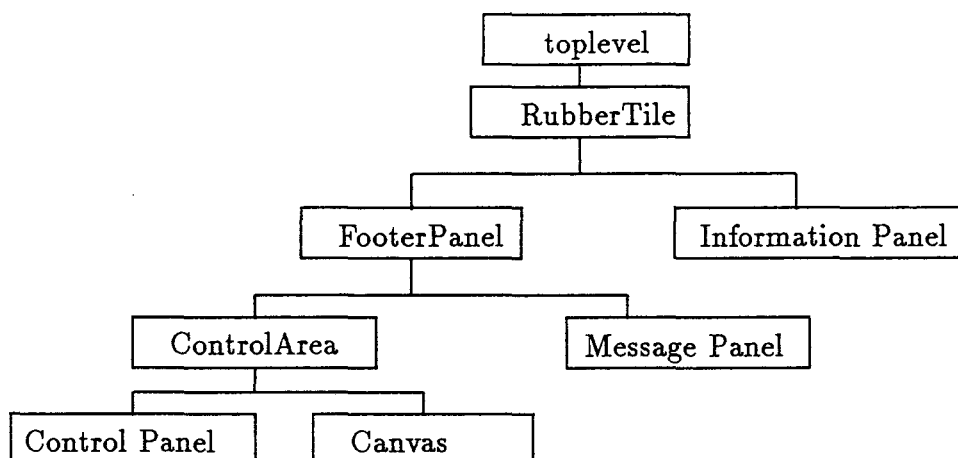 toplevel
RubberTile
FooterPanel
Information Panel
ControlArea
Message Panel
Control Panel
Canvas